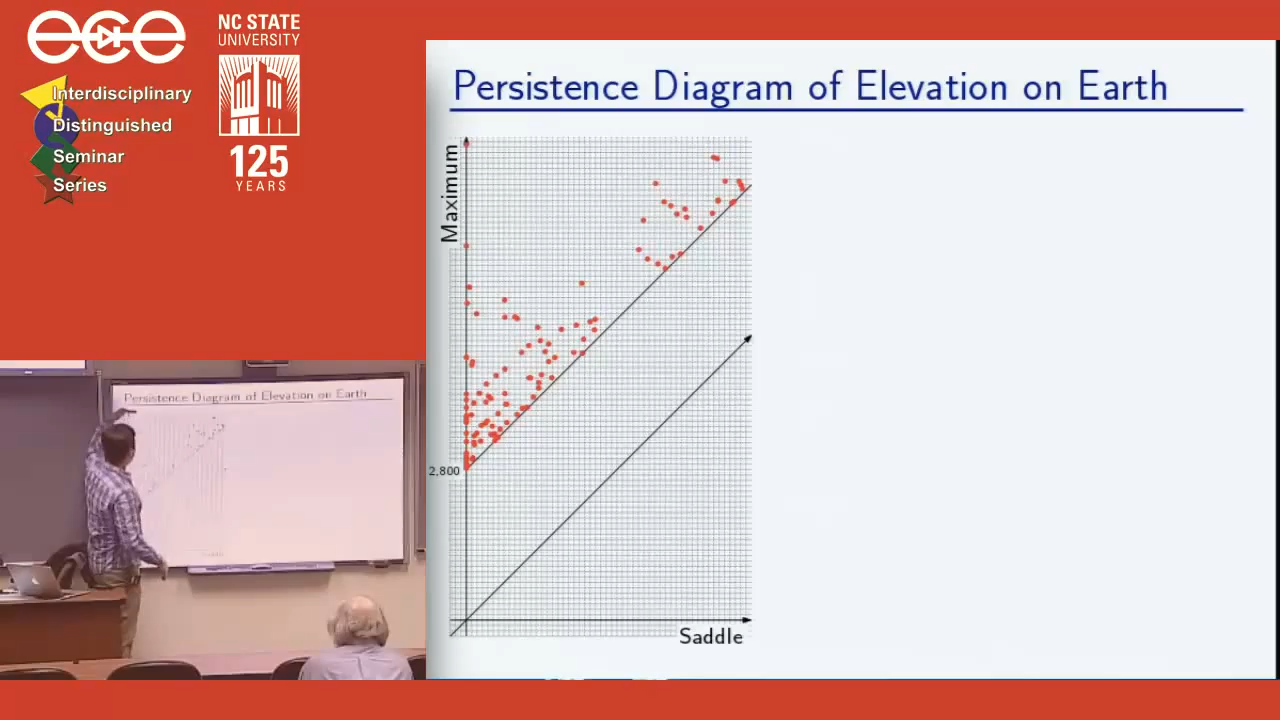 ece
NC STATE
UNIVERSITY
125
YEARS
Interdisciplinary
Distinguished
Seminar
Series
Persistence Diagram of Elevation on Earth
Maximum
2,800
Saddle
Persistence Diagram of Elevation on Earth